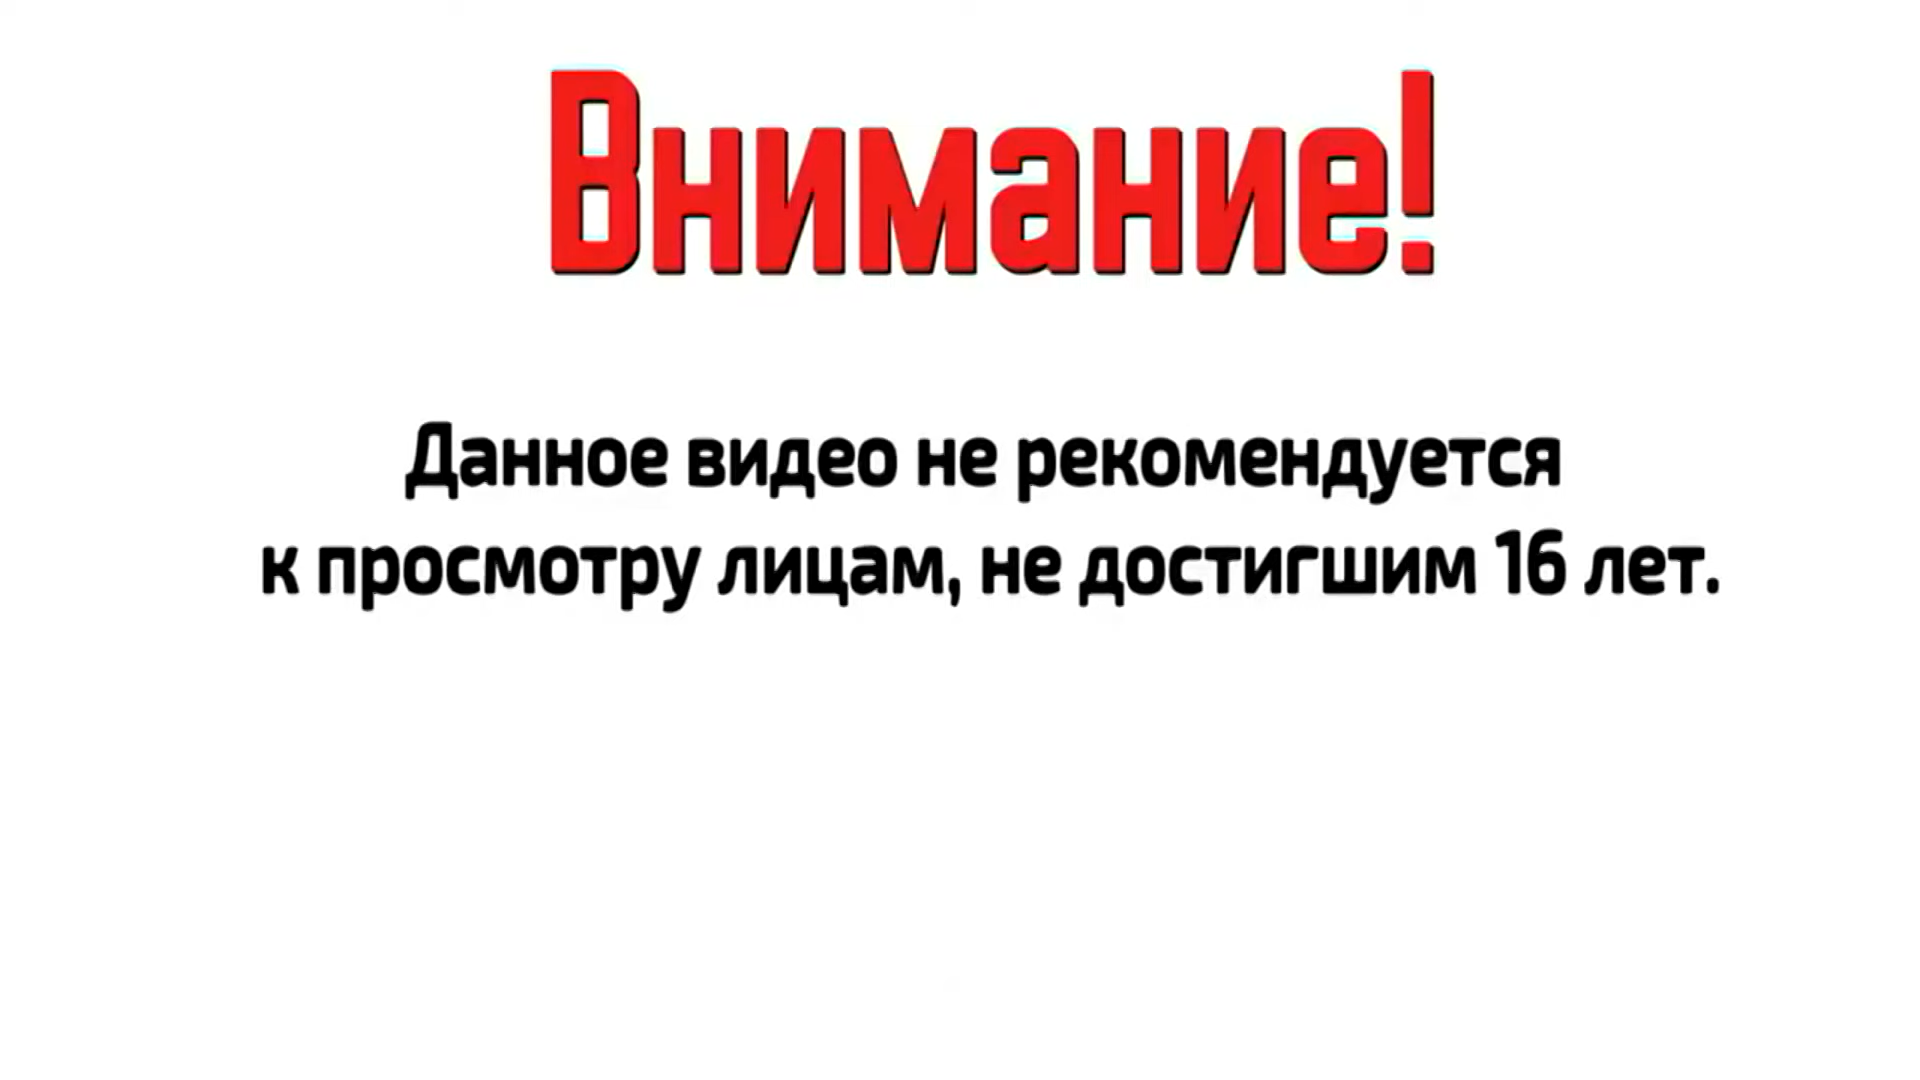 Внимание!
Данное видео не рекомендуется
к просмотру лицам, не достигшим 16 лет.